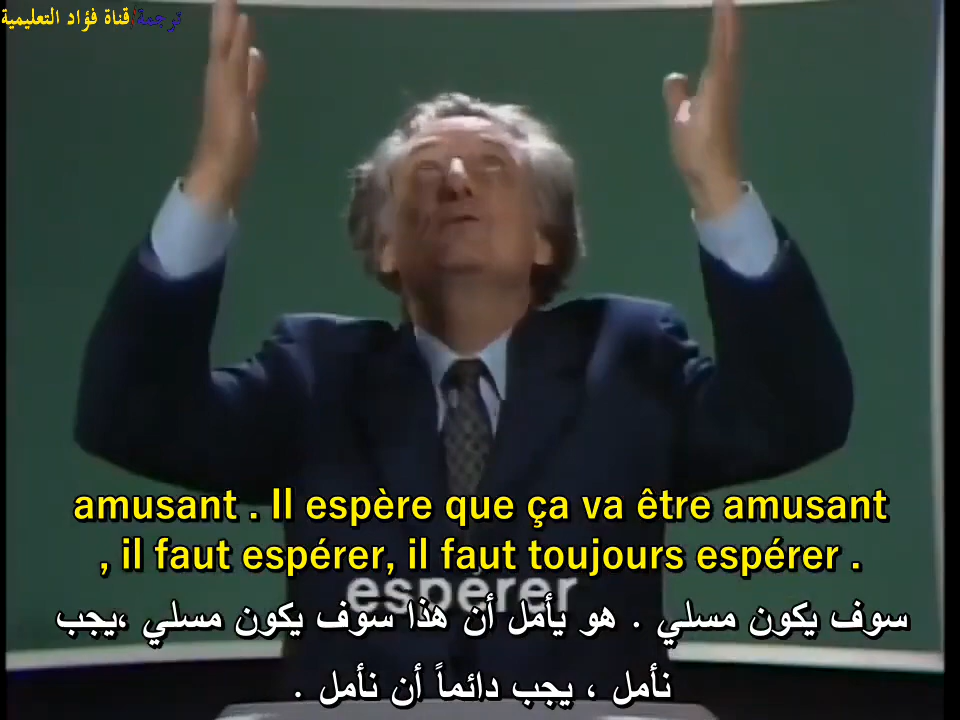 ترجمة/قناة فؤاد التعليمية
amusant . Il espère que ça va être amusant
, il faut espérer, il faut toujours espérer .
espérer
سوف يكون مسلي . هو يأمل أن هذا سوف يكون مسلي ،يجب
نأمل ، يجب دائماً أن نأمل .